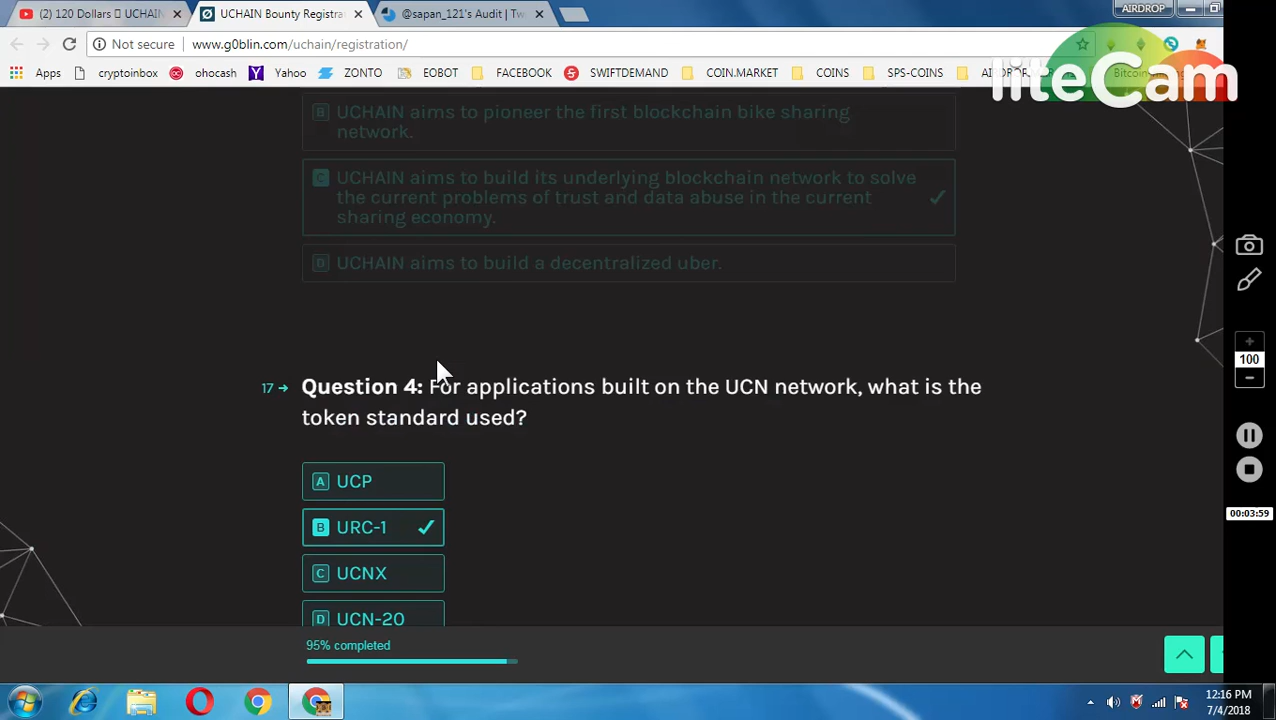 (2) 120 Dollars
UCHAIN
UCHAIN Bounty Registra
@sapan_121's Audit | Tw
AIRDROP
Not secure
www.g0blin.com/uchain/registration/
Apps
cryptoinbox
ohocash
Yahoo
EOBOT
FACEBOOK
SWIFTDEMAND
COIN.MARKET
COINS
SPS-COINS
liteCam
B
UCHAIN aims to pioneer the first blockchain bike sharing
network.
C
UCHAIN aims to build its underlying blockchain network to solve
the current problems of trust and data abuse in the current
sharing economy.
D
UCHAIN aims to build a decentralized uber.
17
Question 4: For applications built on the UCN network, what is the
token standard used?
A UCP
B URC-1
C UCNX
D UCN-20
95% completed
100
00:03:59
12:16 PM
7/4/2018